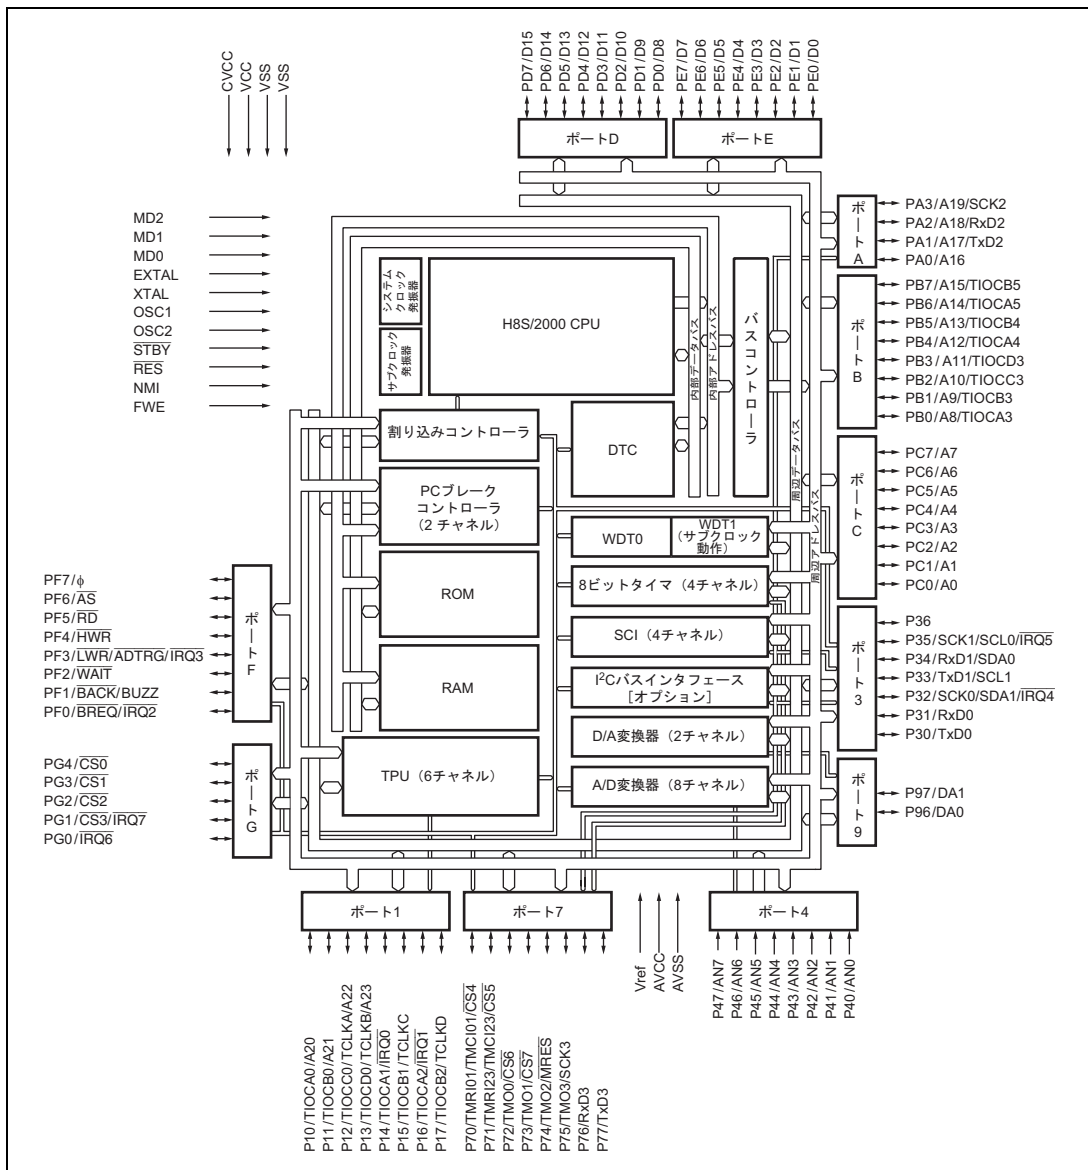 CVCC
VCC
VSS
VSS
PD7/D15
PD6/D14
PD5/D13
PD4/D12
PD3/D11
PD2/D10
PD1/D9
PD0/D8
PE7/D7
PE6/D6
PE5/D5
PE4/D4
PE3/D3
PE2/D2
PE1/D1
PE0/D0
ポートD
ポートE
MD2
MD1
MD0
EXTAL
XTAL
OSC1
OSC2
STBY
RES
NMI
FWE
システム
クロック
発振器
サブクロック
発振器
H8S/2000 CPU
内部データバス
内部アドレスバス
バスコントローラ
周辺データバス
周辺アドレスバス
割り込みコントローラ
DTC
PCブレーク
コントローラ
(2 チャネル)
WDT0
WDT1
(サブクロック
動作)
ROM
8ビットタイマ (4チャネル)
SCI (4チャネル)
RAM
I²Cバスインタフェース
[オプション]
D/A変換器 (2チャネル)
TPU (6チャネル)
A/D変換器 (8チャネル)
ポートA
PA3/A19/SCK2
PA2/A18/RxD2
PA1/A17/TxD2
PA0/A16
ポートB
PB7/A15/TIOCB5
PB6/A14/TIOCA5
PB5/A13/TIOCB4
PB4/A12/TIOCA4
PB3/A11/TIOCD3
PB2/A10/TIOCC3
PB1/A9/TIOCB3
PB0/A8/TIOCA3
ポートC
PC7/A7
PC6/A6
PC5/A5
PC4/A4
PC3/A3
PC2/A2
PC1/A1
PC0/A0
ポート3
P36
P35/SCK1/SCL0/IRQ5
P34/RxD1/SDA0
P33/TxD1/SCL1
P32/SCK0/SDA1/IRQ4
P31/RxD0
P30/TxD0
ポート9
P97/DA1
P96/DA0
PF7/ϕ
PF6/AS
PF5/RD
PF4/HWR
PF3/LWR/ADTRG/IRQ3
PF2/WAIT
PF1/BACK/BUZZ
PF0/BREQ/IRQ2
ポートF
PG4/CS0
PG3/CS1
PG2/CS2
PG1/CS3/IRQ7
PG0/IRQ6
ポートG
ポート1
ポート7
ポート4
P10/TIOCA0/A20
P11/TIOCB0/A21
P12/TIOCC0/TCLKA/A22
P13/TIOCD0/TCLKB/A23
P14/TIOCA1/IRQ0
P15/TIOCB1/TCLKC
P16/TIOCA2/IRQ1
P17/TIOCB2/TCLKD
P70/TMRI01/TMCI01/CS4
P71/TMRI23/TMCI23/CS5
P72/TMO0/CS6
P73/TMO1/CS7
P74/TMO2/MRES
P75/TMO3/SCK3
P76/RxD3
P77/TxD3
Vref
AVCC
AVSS
P47/AN7
P46/AN6
P45/AN5
P44/AN4
P43/AN3
P42/AN2
P41/AN1
P40/AN0